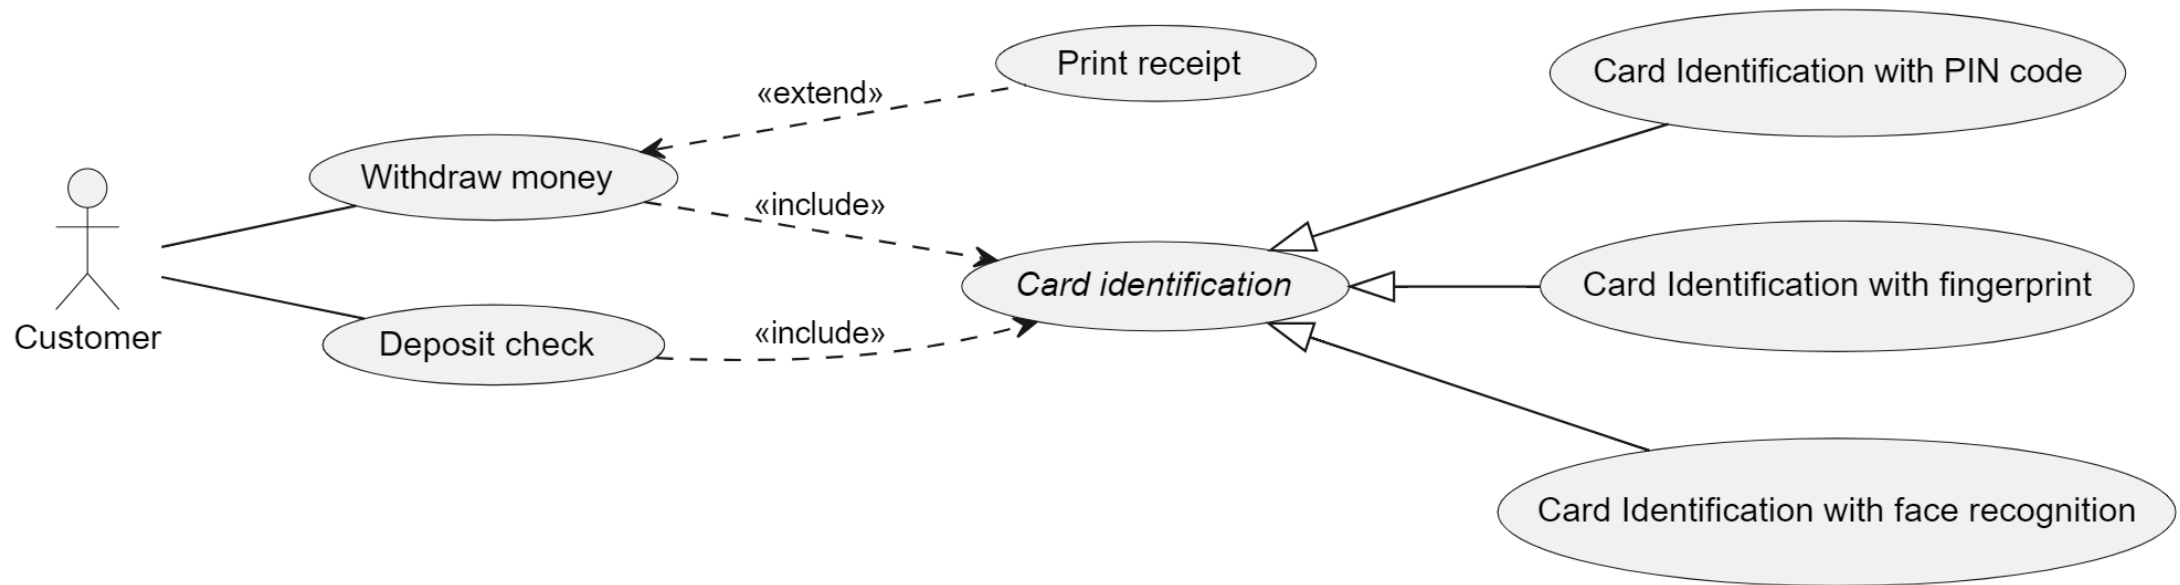 Print receipt
Card Identification with PIN code
«extend»
Withdraw money
«include»
Card identification
Card Identification with fingerprint
Customer
Deposit check
«include»
Card Identification with face recognition